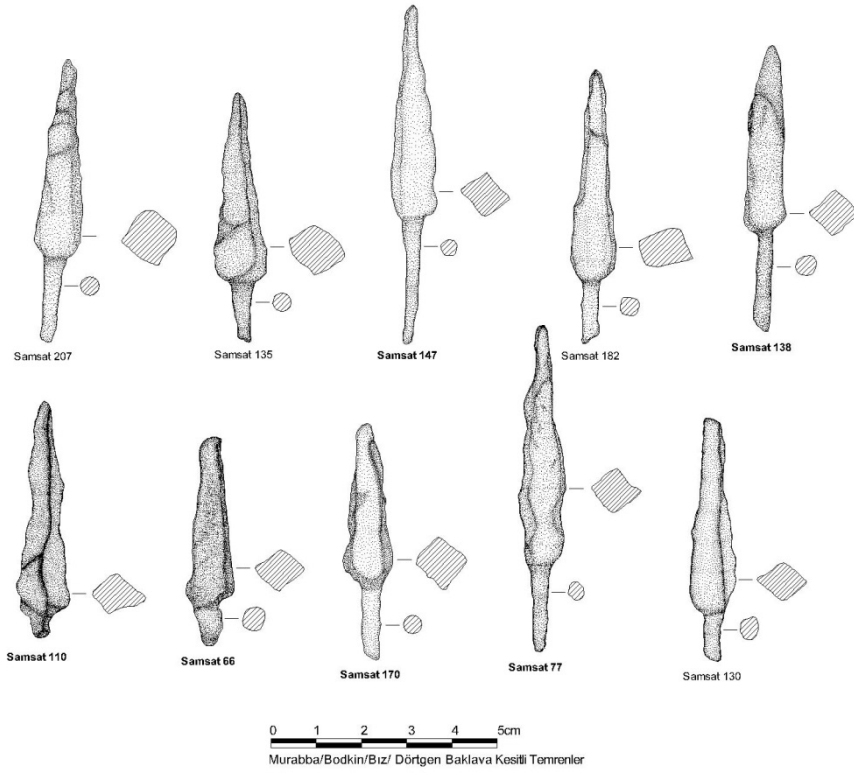 Samsat 207
Samsat 135
Samsat 147
Samsat 182
Samsat 138
Samsat 110
Samsat 66
Samsat 170
Samsat 77
Samsat 130
0 1 2 3 4 5cm
Murabba/Bodkin/Bız/ Dörtgen Baklava Kesitli Temrenler